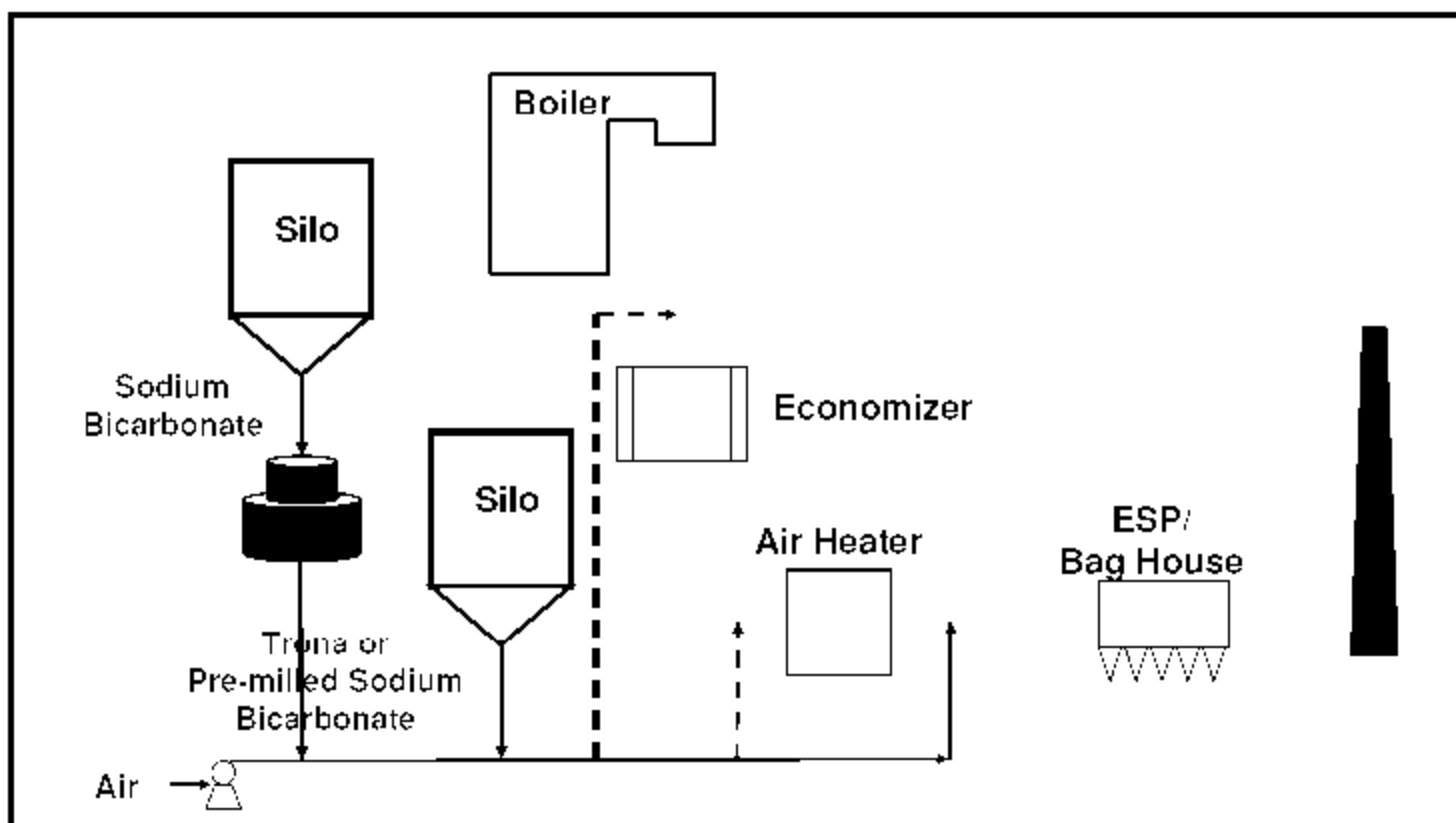 Boiler
Silo
Sodium
Bicarbonate
Economizer
Silo
ESP/
Bag House
Air Heater
Trona or
Pre-milled Sodium
Bicarbonate
Air